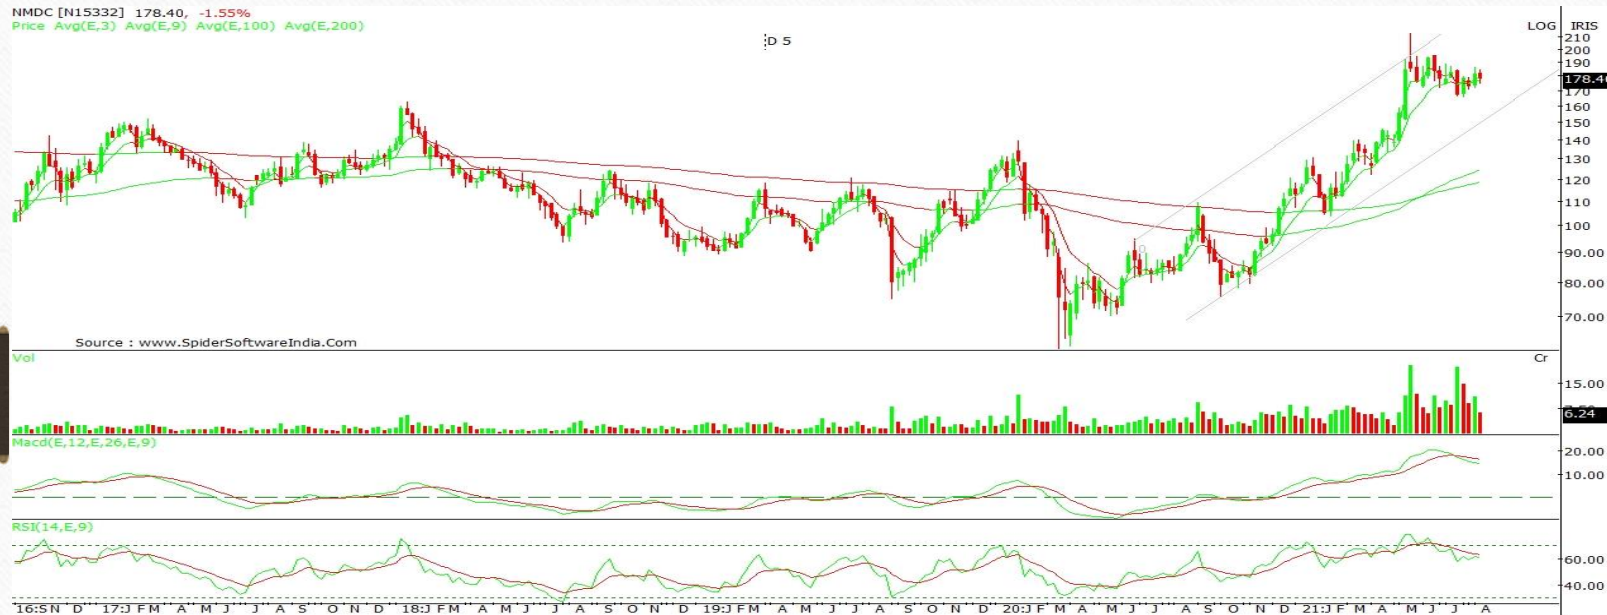 NMDC [N15332] 178.40, -1.55%
Price Avg(E,3) Avg(E,9) Avg(E,100) Avg(E,200)
D 5
LOG IRIS
210
200
190
178.40
170
160
150
140
130
120
110
100
90.00
80.00
70.00
Source : www.SpiderSoftwareIndia.Com
Vol
Cr
15.00
6.24
Macd(E,12,E,26,E,9)
20.00
10.00
RSI(14,E,9)
60.00
40.00
16:S N D 17:J F M A M J J A S O N D 18:J F M A M J J A S O N D 19:J F M A M J J A S O N D 20:J F M A M J J A S O N D 21:J F M A M J J A